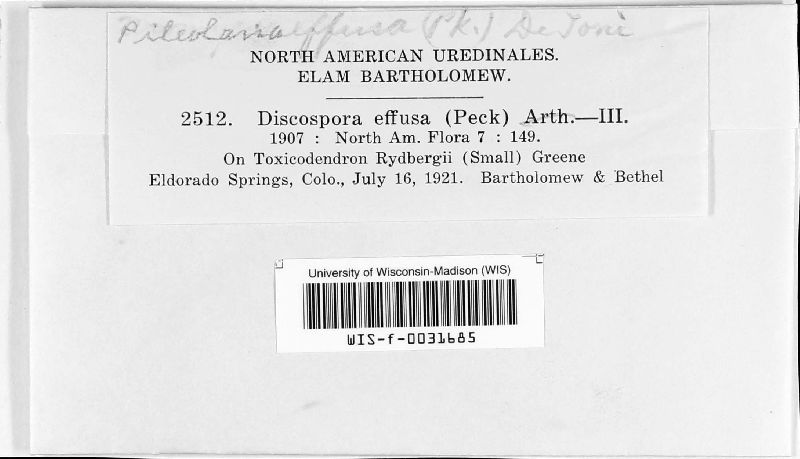 Pileolaria effusa (Pk.) De Toni
NORTH AMERICAN UREDINALES.
ELAM BARTHOLOMEW.
2512. Discospora effusa (Peck) Arth.—III.
1907 : North Am. Flora 7 : 149.
On Toxicodendron Rydbergii (Small) Greene
Eldorado Springs, Colo., July 16, 1921. Bartholomew & Bethel
University of Wisconsin-Madison (WIS)
WIS-f-0031685